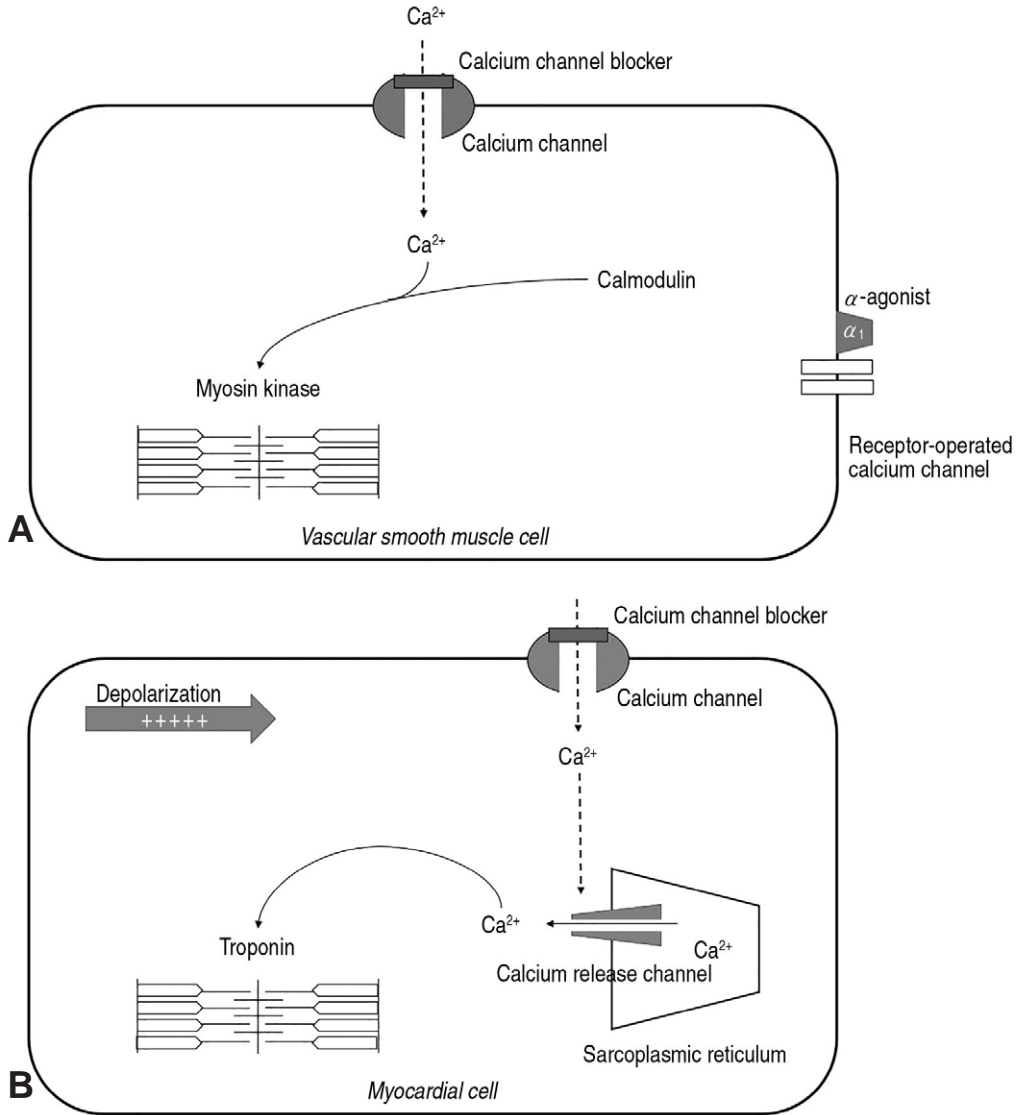 Ca²⁺
Calcium channel blocker
Calcium channel
Ca²⁺
Calmodulin
α-agonist
α₁
Myosin kinase
Receptor-operated
calcium channel
A
Vascular smooth muscle cell
Calcium channel blocker
Depolarization
+++++
Calcium channel
Ca²⁺
Ca²⁺
Troponin
Ca²⁺
Calcium release channel
Sarcoplasmic reticulum
B
Myocardial cell